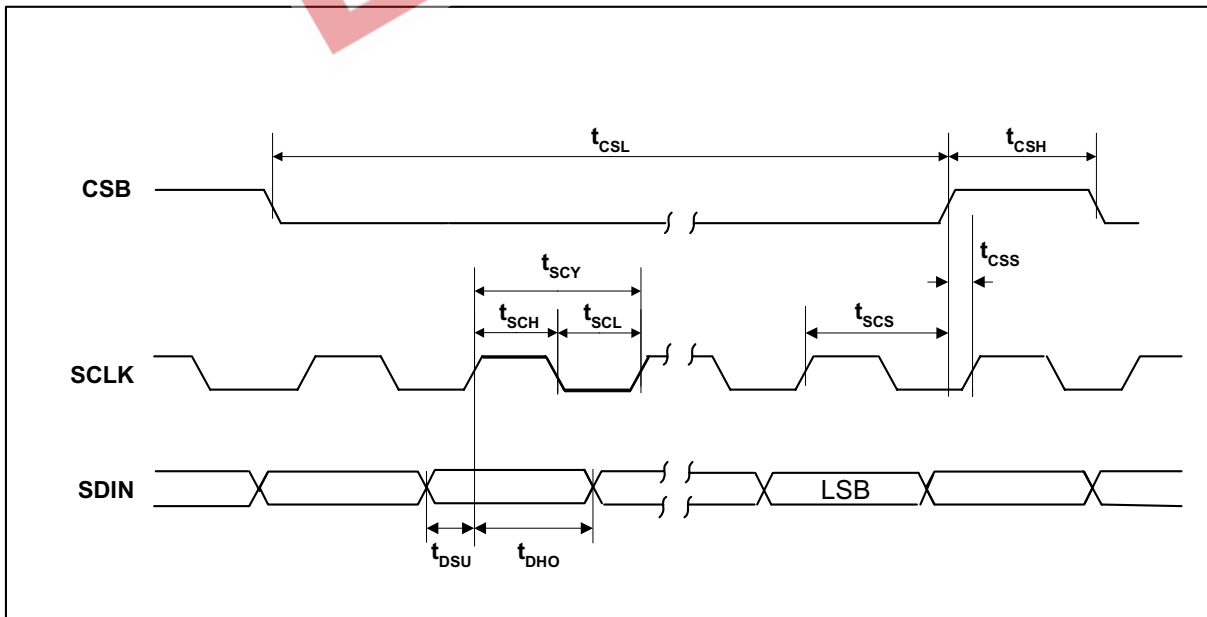 tCSL
tCSH
CSB
tCSS
tSCY
tSCH
tSCL
tSCS
SCLK
SDIN
LSB
tDSU
tDHO